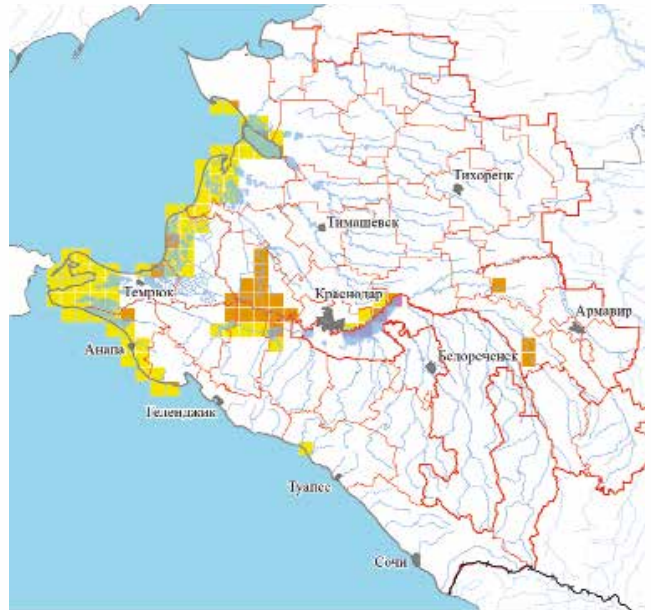 Тихорецк
Тимашевск
Темрюк
Краснодар
Армавир
Анапа
Белореченск
Геленджик
Туапсе
Сочи